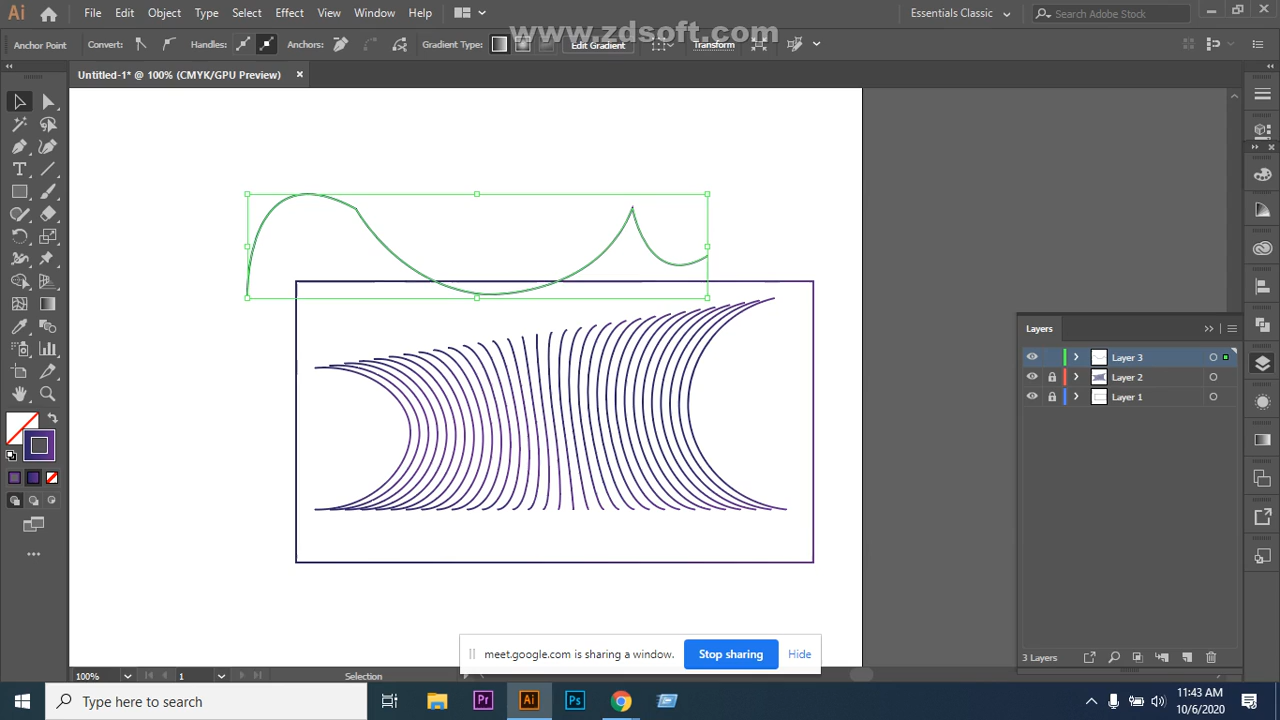 www.zdsoft.com
Ai File Edit Object Type Select Effect View Window Help Essentials Classic Search Adobe Stock
Anchor Point Convert: Handles: Anchors: Gradient Type: Edit Gradient Transform
Untitled-1* @ 100% (CMYK/GPU Preview) ×
Layers
Layer 3
Layer 2
Layer 1
meet.google.com is sharing a window. Stop sharing Hide
3 Layers
100% 1 Selection
Type here to search Pr Ai Ps 11:43 AM
10/6/2020